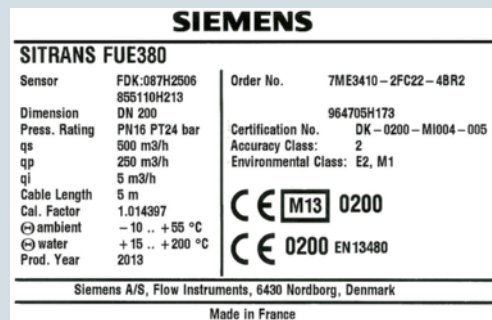 SIEMENS
SITRANS FUE380
Sensor FDK:087H2506
855110H213
Dimension DN 200
Press. Rating PN16 PT24 bar
qs 500 m3/h
qp 250 m3/h
qi 5 m3/h
Cable Length 5 m
Cal. Factor 1.014397
Θ ambient – 10 .. + 55 °C
Θ water + 15 .. + 200 °C
Prod. Year 2013
Order No. 7ME3410-2FC22-4BR2
964705H173
Certification No. DK-0200-MI004-005
Accuracy Class: 2
Environmental Class: E2, M1
CE M13 0200
CE 0200 EN13480
Siemens A/S, Flow Instruments, 6430 Nordborg, Denmark
Made in France